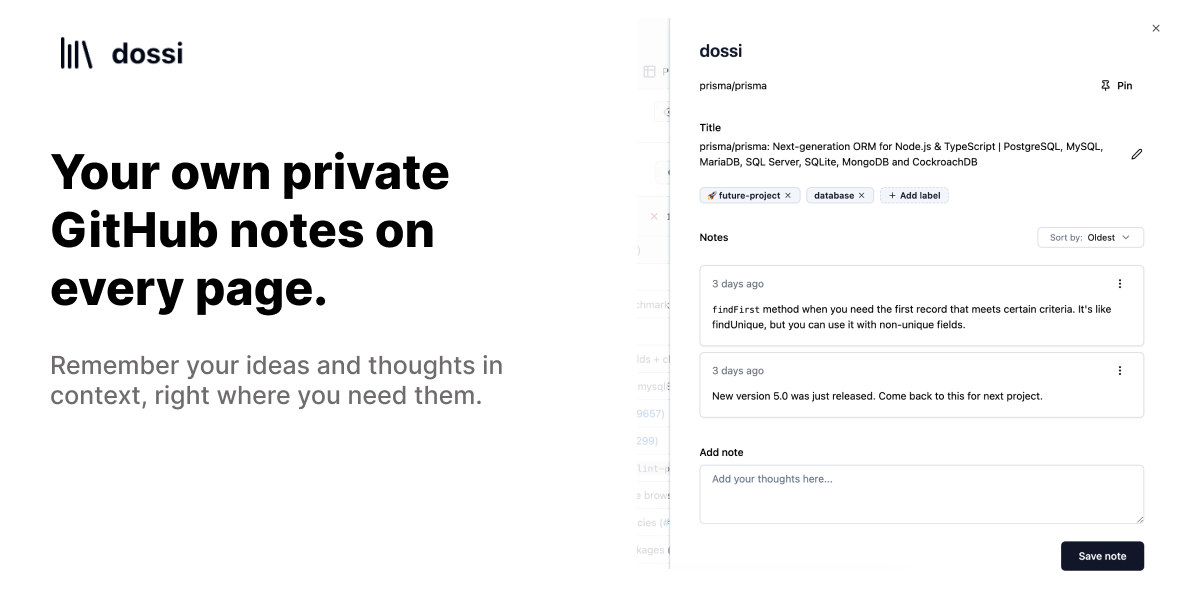 dossi
Your own private
GitHub notes on
every page.
Remember your ideas and thoughts in
context, right where you need them.
dossi
prisma/prisma
Pin
Title
prisma/prisma: Next-generation ORM for Node.js & TypeScript | PostgreSQL, MySQL,
MariaDB, SQL Server, SQLite, MongoDB and CockroachDB
🚀 future-project ×
database ×
+ Add label
Notes
Sort by: Oldest
3 days ago
findFirst method when you need the first record that meets certain criteria. It's like
findUnique, but you can use it with non-unique fields.
3 days ago
New version 5.0 was just released. Come back to this for next project.
Add note
Add your thoughts here...
Save note
9657)
299)